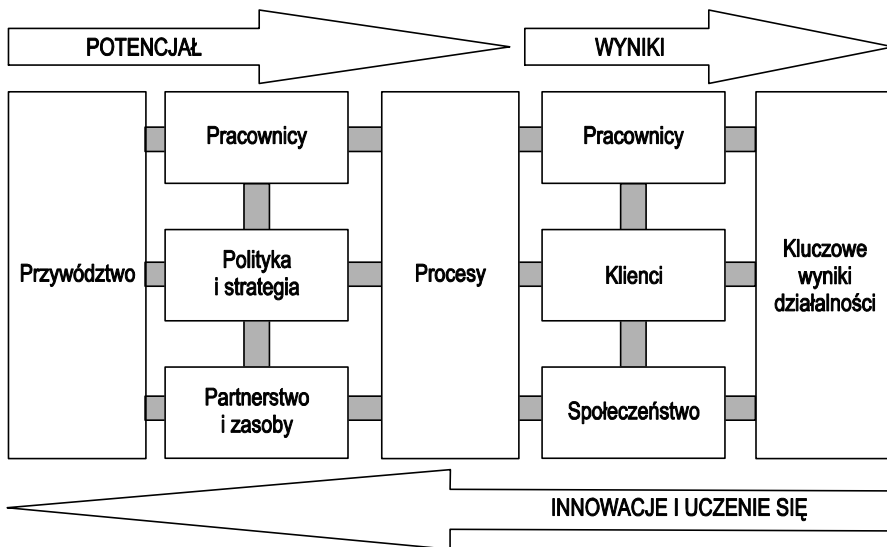 POTENCJAŁ
WYNIKI
Przywództwo
Pracownicy
Polityka
i strategia
Partnerstwo
i zasoby
Procesy
Pracownicy
Klienci
Społeczeństwo
Kluczowe
wyniki
działalności
INNOWACJE I UCZENIE SIĘ